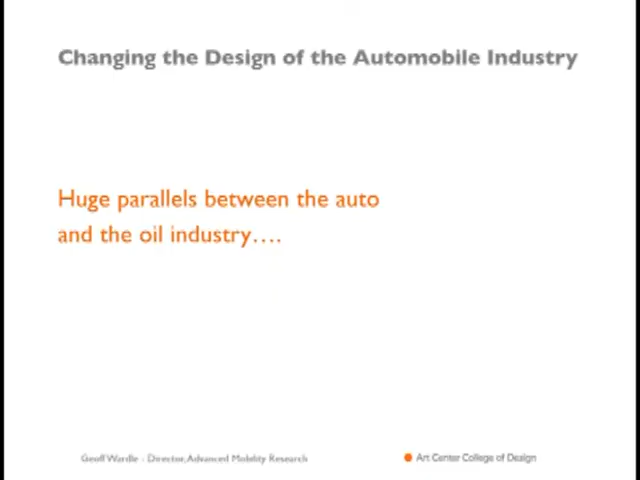 Changing the Design of the Automobile Industry
Huge parallels between the auto
and the oil industry....
Geoff Wardle - Director, Advanced Mobility Research
Art Center College of Design